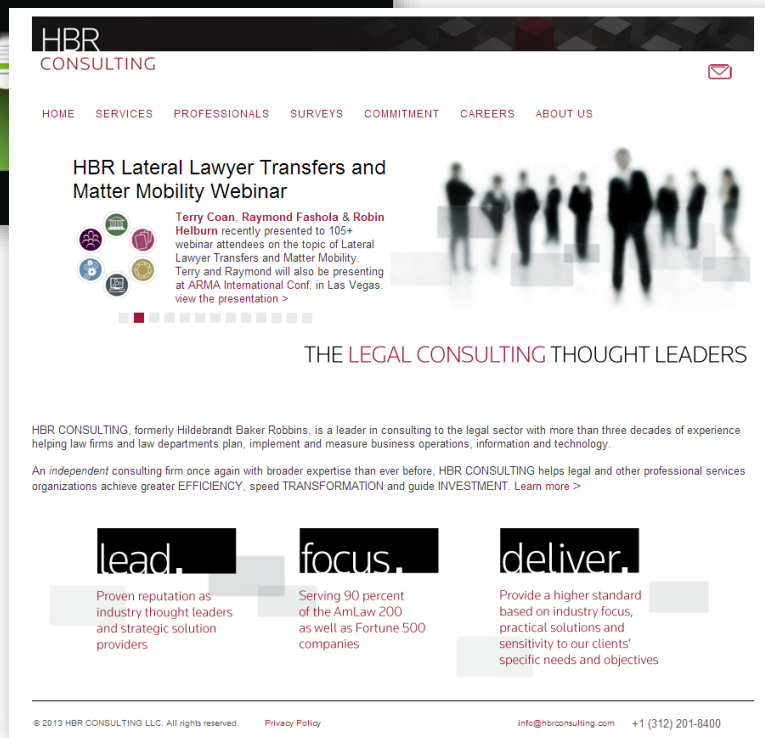 HBR
CONSULTING
HOME SERVICES PROFESSIONALS SURVEYS COMMITMENT CAREERS ABOUT US
HBR Lateral Lawyer Transfers and
Matter Mobility Webinar
Terry Coan, Raymond Fashola & Robin
Helburn recently presented to 105+
webinar attendees on the topic of Lateral
Lawyer Transfers and Matter Mobility.
Terry and Raymond will also be presenting
at ARMA International Conf. in Las Vegas.
view the presentation >
THE LEGAL CONSULTING THOUGHT LEADERS
HBR CONSULTING, formerly Hildebrandt Baker Robbins, is a leader in consulting to the legal sector with more than three decades of experience
helping law firms and law departments plan, implement and measure business operations, information and technology.
An independent consulting firm once again with broader expertise than ever before, HBR CONSULTING helps legal and other professional services
organizations achieve greater EFFICIENCY, speed TRANSFORMATION and guide INVESTMENT. Learn more >
lead.
Proven reputation as
industry thought leaders
and strategic solution
providers
focus.
Serving 90 percent
of the AmLaw 200
as well as Fortune 500
companies
deliver.
Provide a higher standard
based on industry focus,
practical solutions and
sensitivity to our clients'
specific needs and objectives
© 2013 HBR CONSULTING LLC. All rights reserved. Privacy Policy info@hbrconsulting.com +1 (312) 201-8400